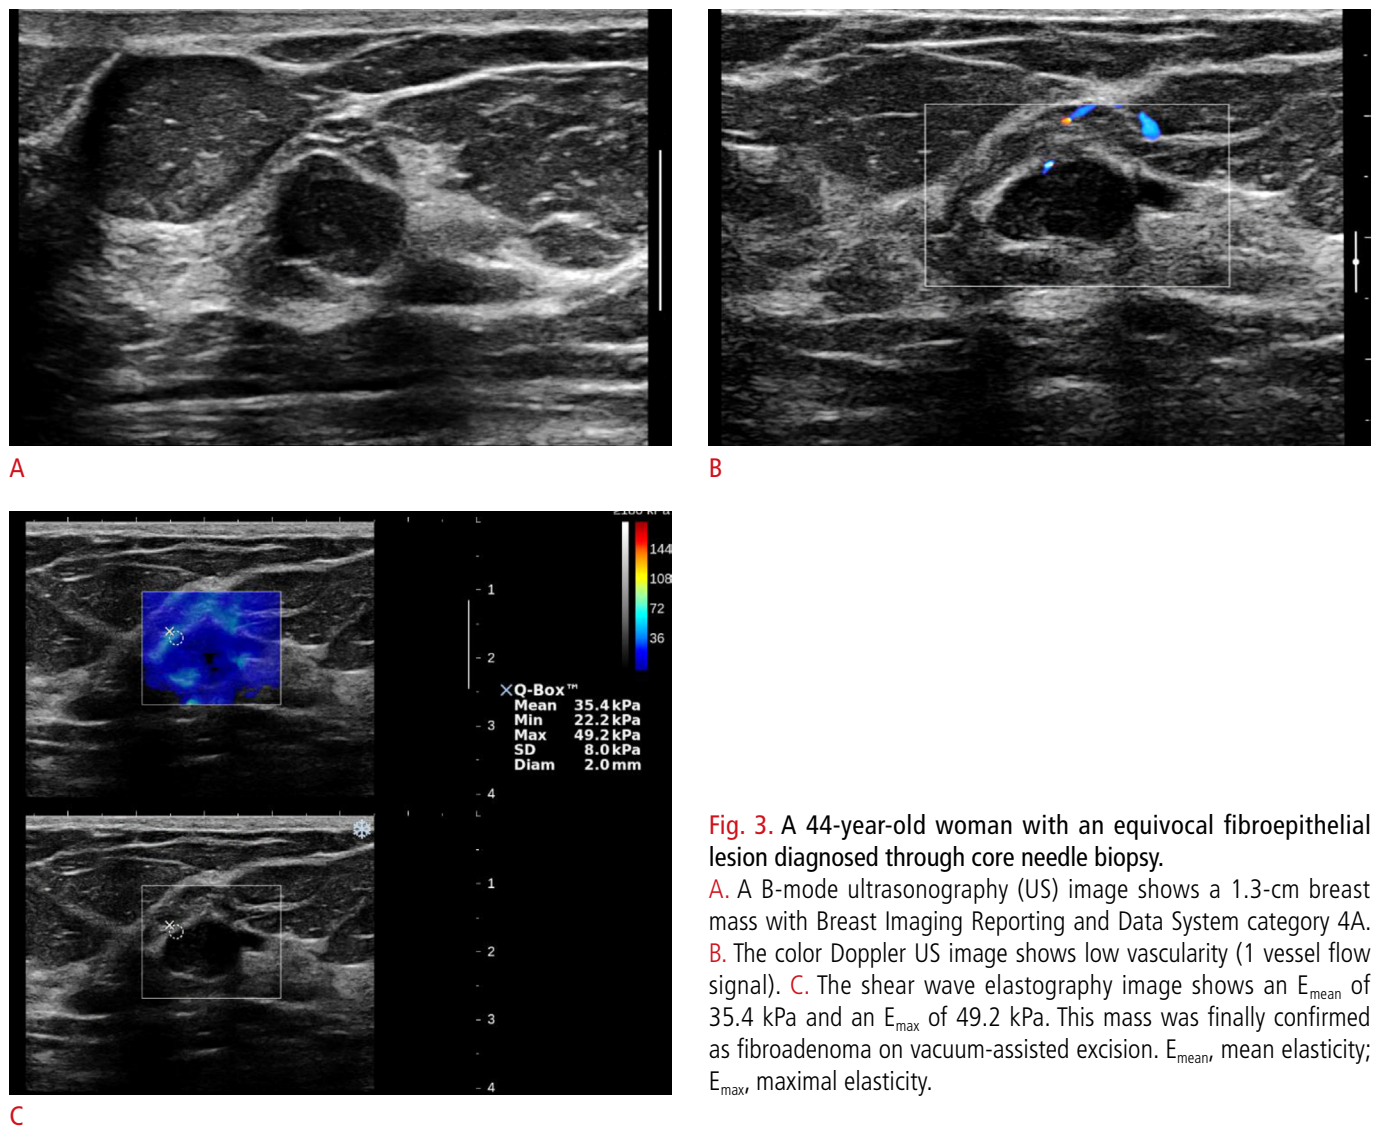 A
B
≥180 kPa
144
108
72
36
1
2
3
4
Q-Box™
Mean 35.4 kPa
Min 22.2 kPa
Max 49.2 kPa
SD 8.0 kPa
Diam 2.0 mm
1
2
3
4
C
Fig. 3. A 44-year-old woman with an equivocal fibroepithelial
lesion diagnosed through core needle biopsy.
A. A B-mode ultrasonography (US) image shows a 1.3-cm breast
mass with Breast Imaging Reporting and Data System category 4A.
B. The color Doppler US image shows low vascularity (1 vessel flow
signal). C. The shear wave elastography image shows an Emean of
35.4 kPa and an Emax of 49.2 kPa. This mass was finally confirmed
as fibroadenoma on vacuum-assisted excision. Emean, mean elasticity;
Emax, maximal elasticity.